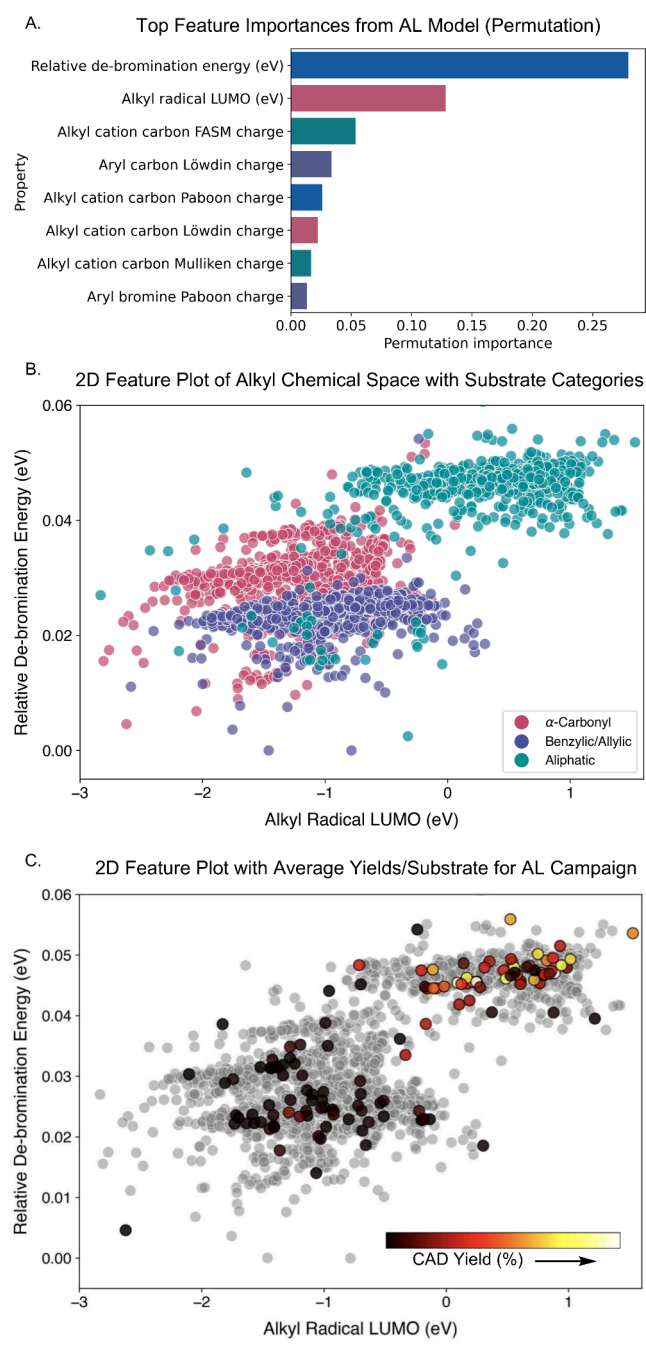 A.
Top Feature Importances from AL Model (Permutation)
Property
Relative de-bromination energy (eV)
Alkyl radical LUMO (eV)
Alkyl cation carbon FASM charge
Aryl carbon Löwdin charge
Alkyl cation carbon Paboon charge
Alkyl cation carbon Löwdin charge
Alkyl cation carbon Mulliken charge
Aryl bromine Paboon charge
0.00 0.05 0.10 0.15 0.20 0.25
Permutation importance
B.
2D Feature Plot of Alkyl Chemical Space with Substrate Categories
Relative De-bromination Energy (eV)
0.06
0.04
0.02
0.00
α-Carbonyl
Benzylic/Allylic
Aliphatic
−3 −2 −1 0 1
Alkyl Radical LUMO (eV)
C.
2D Feature Plot with Average Yields/Substrate for AL Campaign
Relative De-bromination Energy (eV)
0.06
0.05
0.04
0.03
0.02
0.01
0.00
CAD Yield (%)
−3 −2 −1 0 1
Alkyl Radical LUMO (eV)